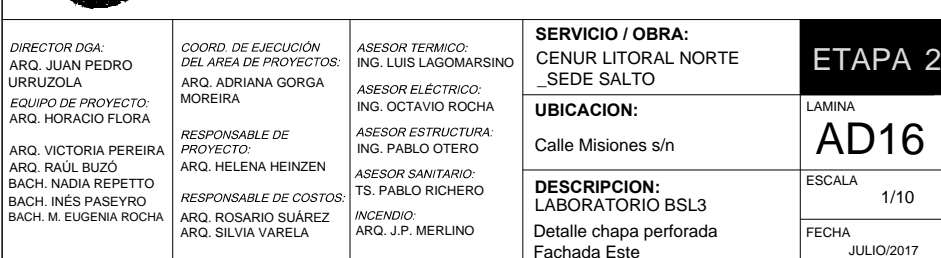 DIRECTOR DGA:
ARQ. JUAN PEDRO
URRUZOLA
EQUIPO DE PROYECTO:
ARQ. HORACIO FLORA
ARQ. VICTORIA PEREIRA
ARQ. RAÚL BUZÓ
BACH. NADIA REPETTO
BACH. INÉS PASEYRO
BACH. M. EUGENIA ROCHA
COORD. DE EJECUCIÓN
DEL AREA DE PROYECTOS:
ARQ. ADRIANA GORGA
MOREIRA
RESPONSABLE DE
PROYECTO:
ARQ. HELENA HEINZEN
RESPONSABLE DE COSTOS:
ARQ. ROSARIO SUÁREZ
ARQ. SILVIA VARELA
ASESOR TERMICO:
ING. LUIS LAGOMARSINO
ASESOR ELÉCTRICO:
ING. OCTAVIO ROCHA
ASESOR ESTRUCTURA:
ING. PABLO OTERO
ASESOR SANITARIO:
TS. PABLO RICHERO
INCENDIO:
ARQ. J.P. MERLINO
SERVICIO / OBRA:
CENUR LITORAL NORTE
_SEDE SALTO
UBICACION:
Calle Misiones s/n
DESCRIPCION:
LABORATORIO BSL3
Detalle chapa perforada
Fachada Este
ETAPA 2
LAMINA
AD16
ESCALA
1/10
FECHA
JULIO/2017